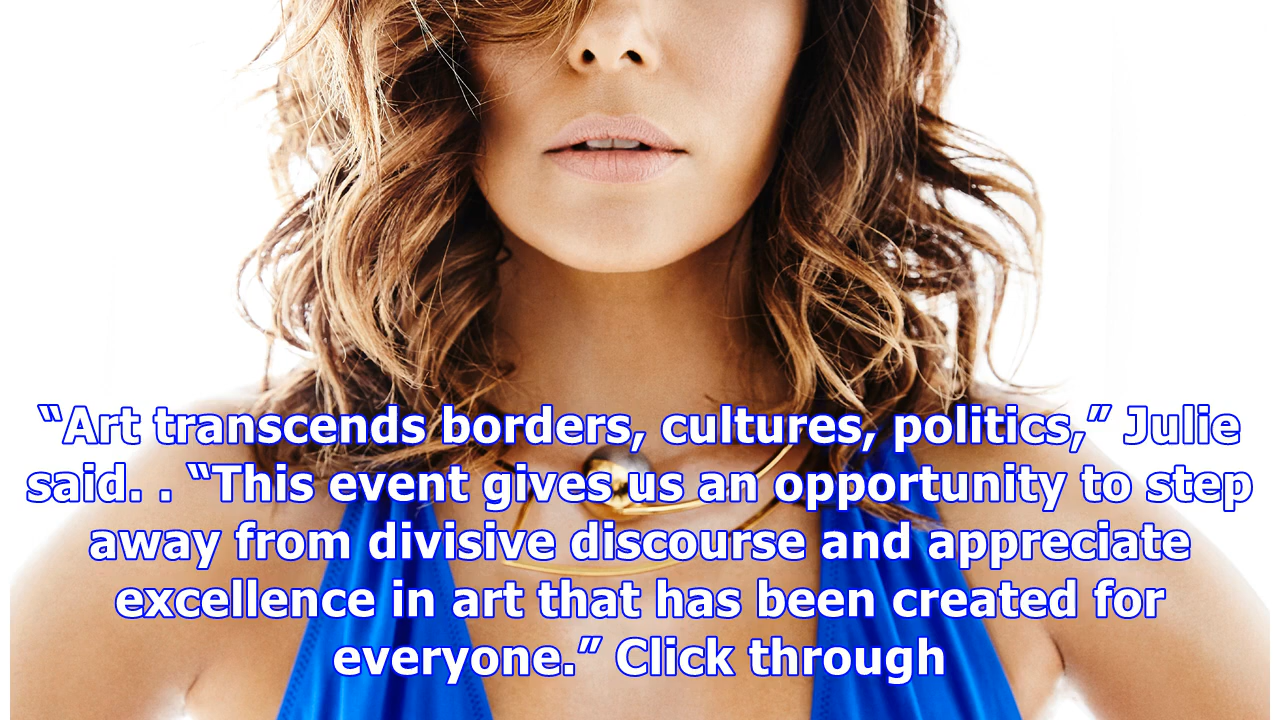 “Art transcends borders, cultures, politics,” Julie
said. . “This event gives us an opportunity to step
away from divisive discourse and appreciate
excellence in art that has been created for
everyone.” Click through